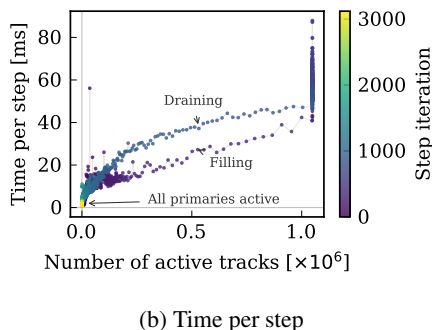 80
60
40
20
0
Time per step [ms]
Draining
Filling
All primaries active
0.0
0.5
1.0
Number of active tracks [×10⁶]
3000
2000
1000
0
Step iteration
(b) Time per step